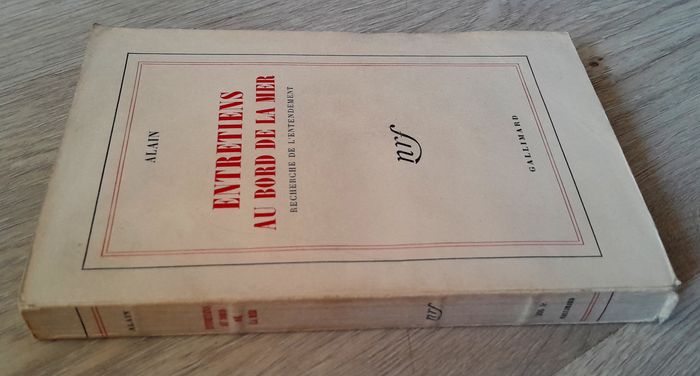 ALAIN
ENTRETIENS
AU BORD DE LA MER
RECHERCHE DE L'ENTENDEMENT
nrf
GALLIMARD
ALAIN
ENTRETIENS
AU BORD
DE
LA MER
nrf
GALLIMARD